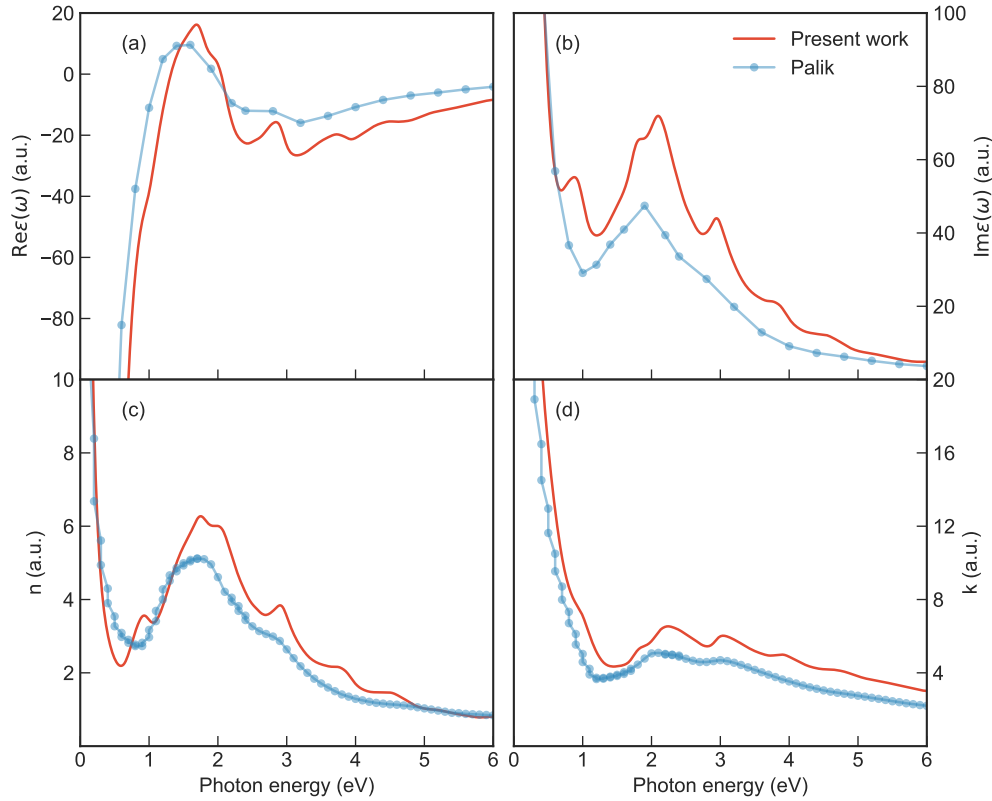 20
0
−20
−40
−60
−80
Reε(ω) (a.u.)
(a)
100
80
60
40
20
Imε(ω) (a.u.)
(b)
Present work
Palik
10
8
6
4
2
n (a.u.)
(c)
0 1 2 3 4 5 6
Photon energy (eV)
20
16
12
8
4
k (a.u.)
(d)
0 1 2 3 4 5 6
Photon energy (eV)